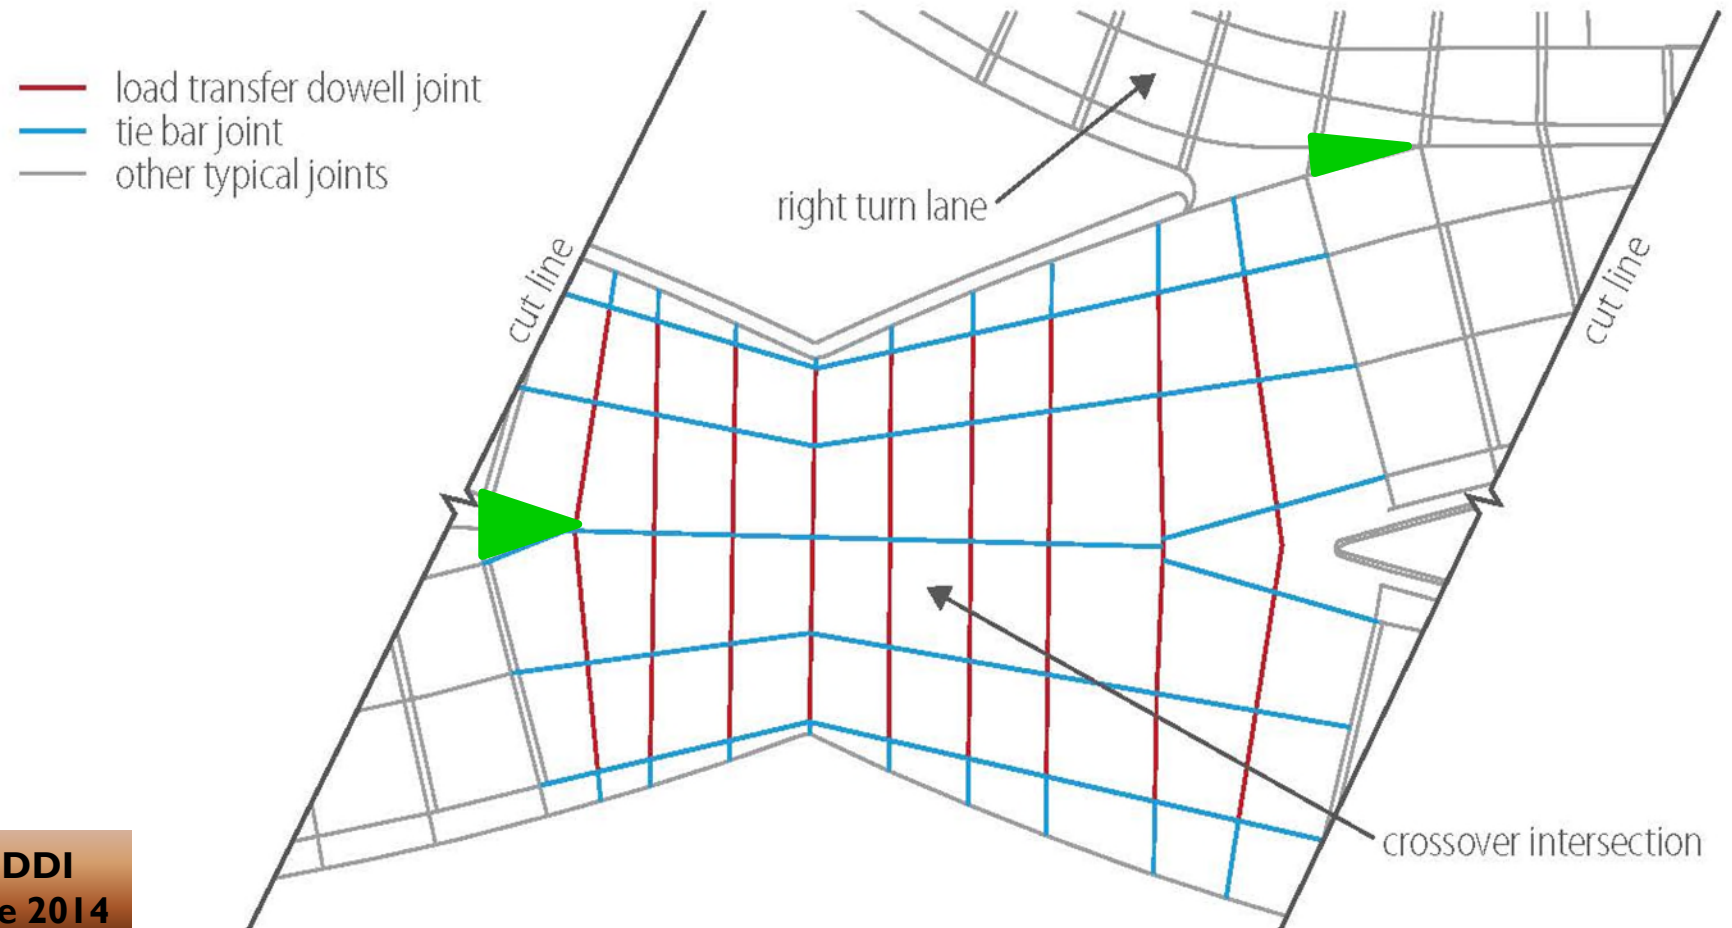 load transfer dowell joint
tie bar joint
other typical joints
right turn lane
cut line
cut line
crossover intersection
DDI
e 2014